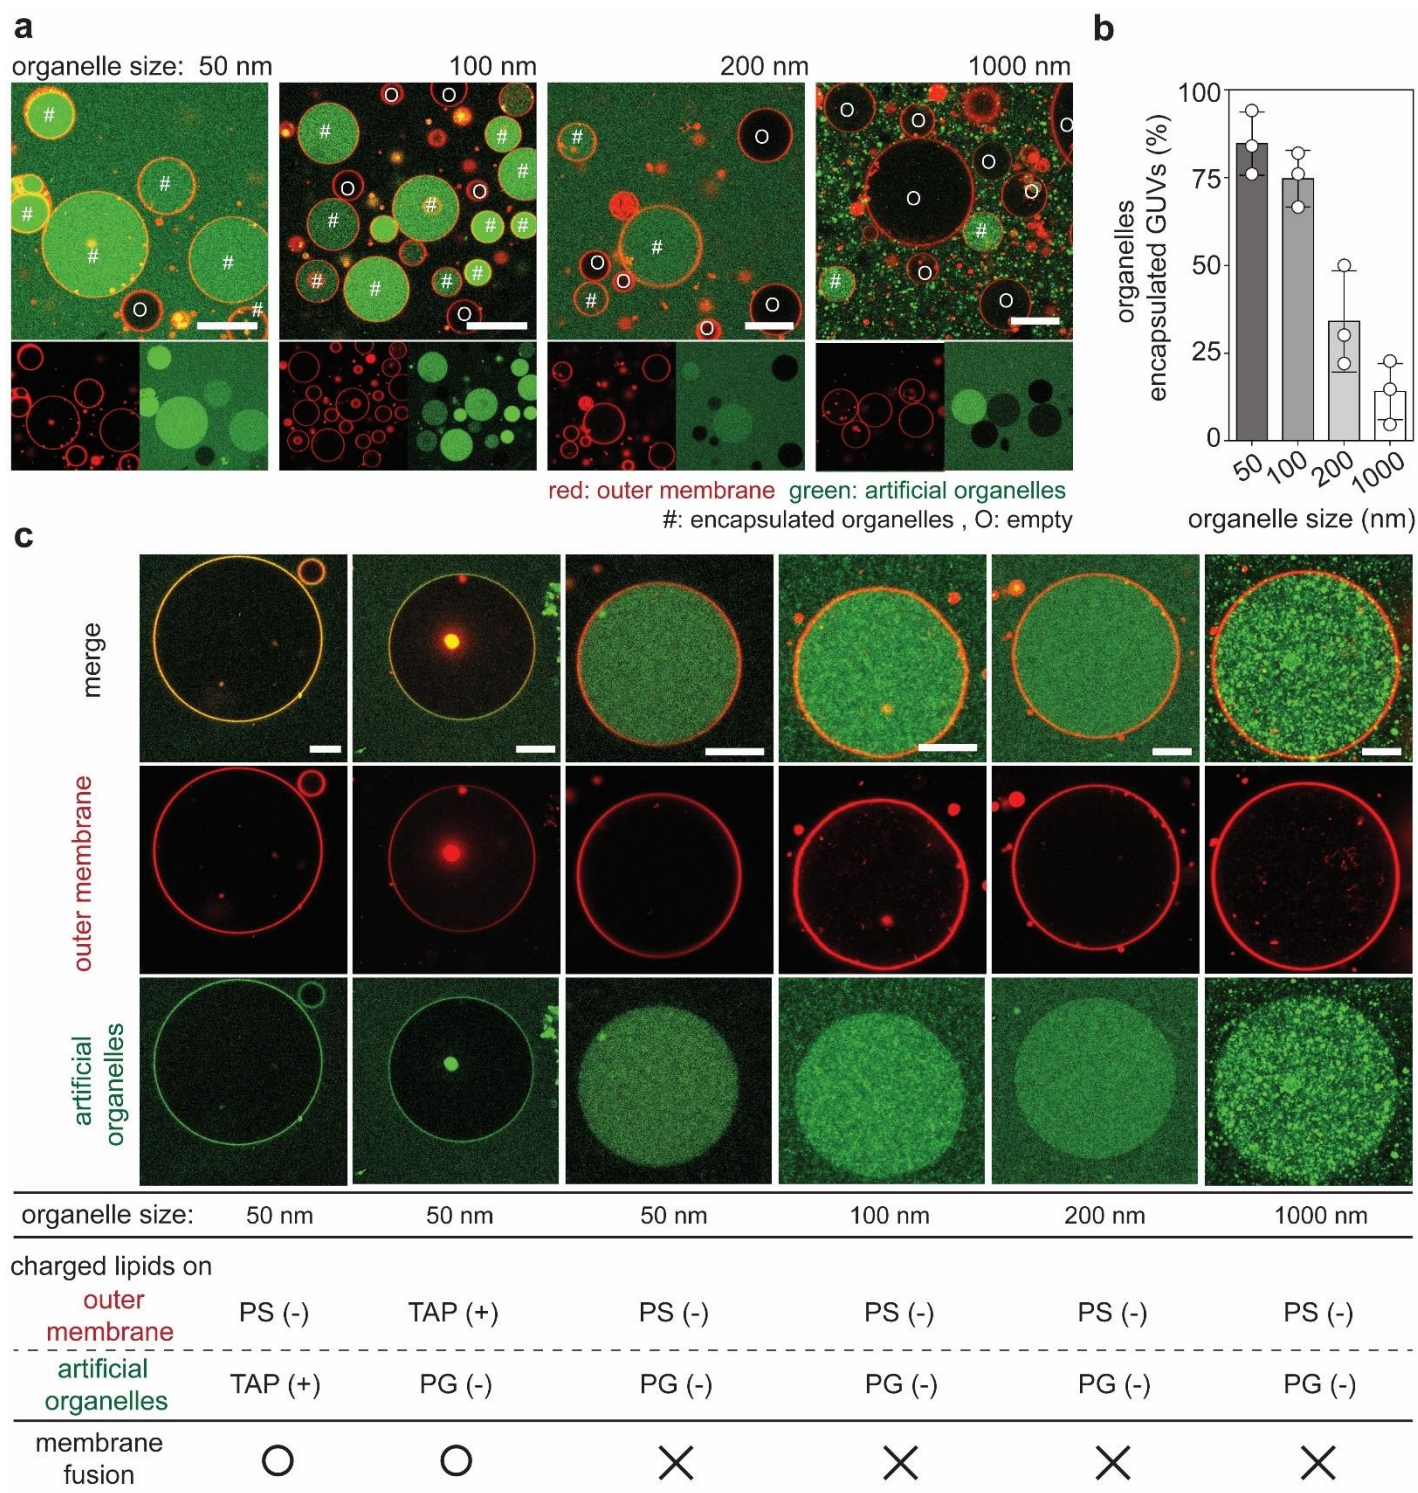 a
organelle size: 50 nm
100 nm
200 nm
1000 nm
# # # # # # O
O O # # # O O # # # # # # # # O
# O # O O # O O
O O O O O O # O # O
red: outer membrane green: artificial organelles
#: encapsulated organelles , O: empty
b
organelles
encapsulated GUVs (%)
100
75
50
25
0
50 100 200 1000
organelle size (nm)
c
merge
outer membrane
artificial
organelles
organelle size: 50 nm 50 nm 50 nm 100 nm 200 nm 1000 nm
charged lipids on
outer
membrane
PS (-) TAP (+) PS (-) PS (-) PS (-) PS (-)
artificial
organelles
TAP (+) PG (-) PG (-) PG (-) PG (-) PG (-)
membrane
fusion
O O X X X X